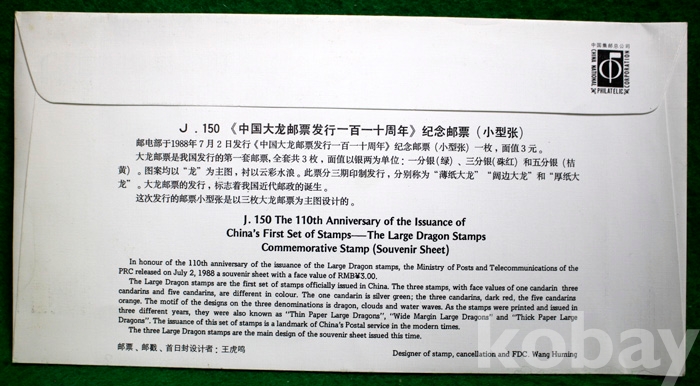 中国集邮总公司
CHINA NATIONAL
PHILATELIC
CORPORATION
J . 150 《中国大龙邮票发行一百一十周年》纪念邮票（小型张）
邮电部于1988年７月２日发行《中国大龙邮票发行一百一十周年》纪念邮票（小型张）一枚，面值３元。
大龙邮票是我国发行的第一套邮票，全套共３枚，面值以银两为单位：一分银（绿）、三分银（硃红）和五分银（桔
黄）。图案均以“龙”为主图，衬以云彩水浪。此票分三期印制发行，分别称为“薄纸大龙”“阔边大龙”和“厚纸大
龙”。大龙邮票的发行，标志着我国近代邮政的诞生。
这次发行的邮票小型张是以三枚大龙邮票为主图设计的。
J. 150 The 110th Anniversary of the Issuance of
China's First Set of Stamps—The Large Dragon Stamps
Commemorative Stamp (Souvenir Sheet)
In honour of the 110th anniversary of the issuance of the Large Dragon stamps, the Ministry of Posts and Telecommunications of the
PRC released on July 2, 1988 a souvenir sheet with a face value of RMB¥3.00.
The Large Dragon stamps are the first set of stamps officially issued in China. The three stamps, with face values of one candarin three
candarins and five candarins, are different in colour. The one candarin is silver green; the three candarins, dark red, the five candarins
orange. The motif of the designs on the three denominations is dragon, clouds and water waves. As the stamps were printed and issued in
three different years, they were also known as "Thin Paper Large Dragons", "Wide Margin Large Dragons" and "Thick Paper Large
Dragons". The issuance of this set of stamps is a landmark of China's Postal service in the modern times.
The three Large Dragon stamps are the main design of the souvenir sheet issued this time.
邮票、邮戳、首日封设计者：王虎鸣
Designer of stamp, cancellation and FDC. Wang Huming
kobay